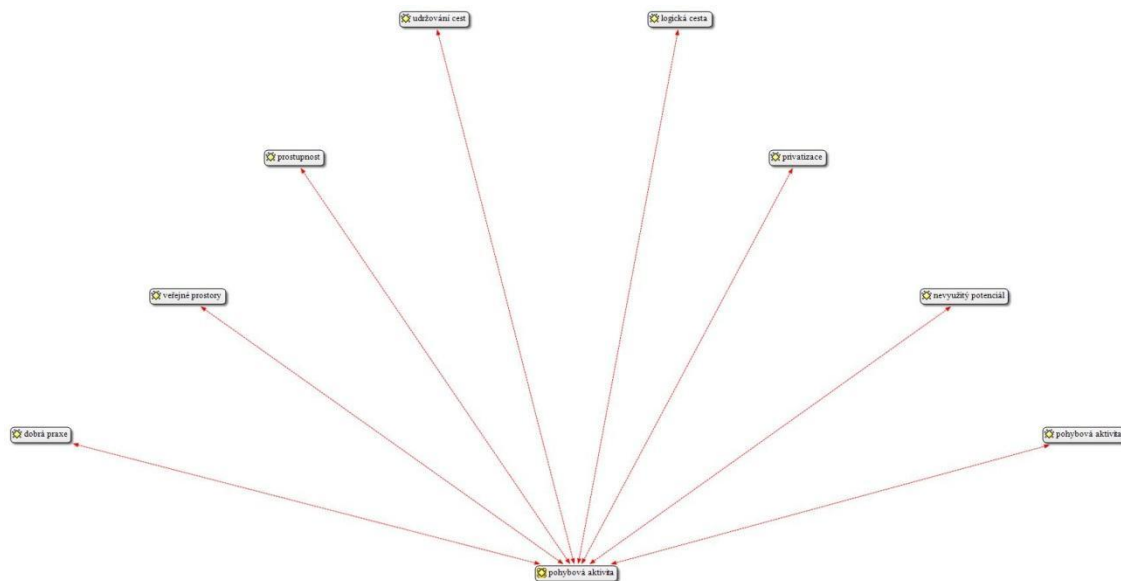 udržování cest
logická cesta
prostupnost
privatizace
veřejné prostory
nevyužitý potenciál
dobrá praxe
pohybová aktivita
pohybová aktivita